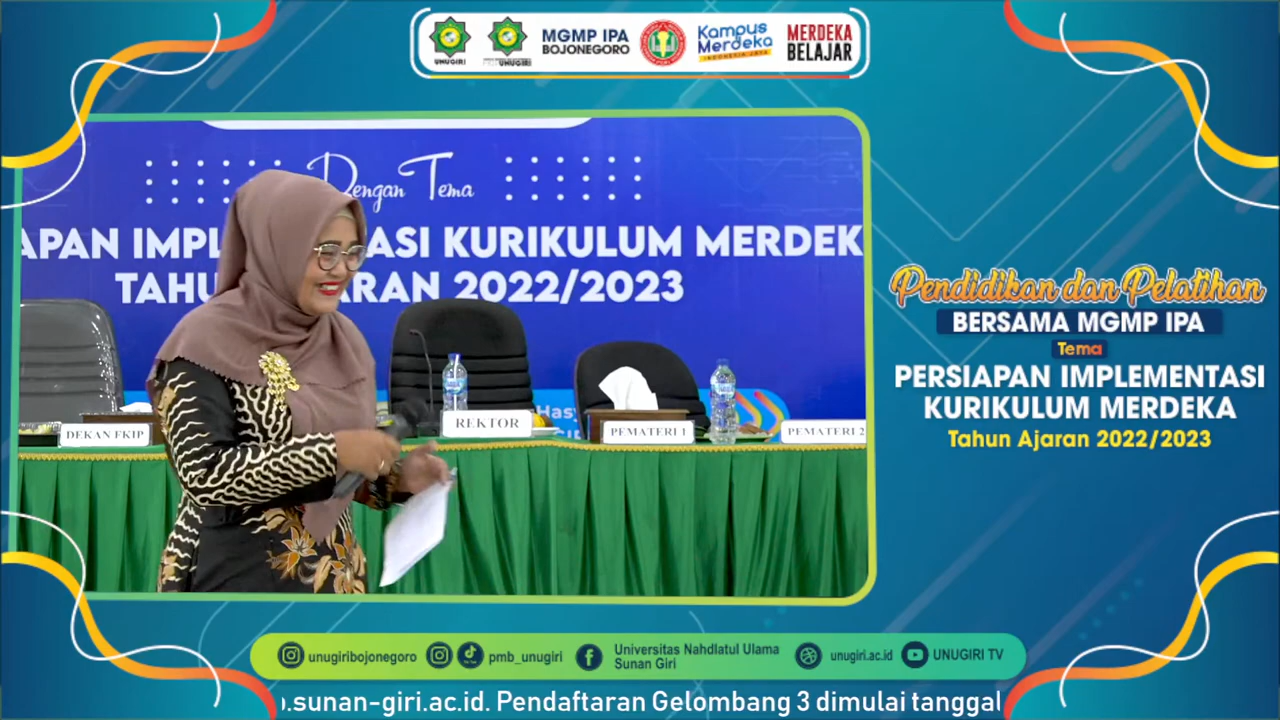 UNUGIRI
UNUGIRI
MGMP IPA
BOJONEGORO
Kampus
Merdeka
INDONESIA JAYA
MERDEKA
BELAJAR
Dengan Tema
APAN IMPL ASI KURIKULUM MERDEK
TAHU ARAN 2022/2023
DEKAN FKIP
REKTOR
PEMATERI 1
PEMATERI 2
Pendidikan dan Pelatihan
BERSAMA MGMP IPA
Tema
PERSIAPAN IMPLEMENTASI
KURIKULUM MERDEKA
Tahun Ajaran 2022/2023
unugiribojonegoro
pmb_unugiri
Universitas Nahdlatul Ulama
Sunan Giri
unugiri.ac.id
UNUGIRI TV
.sunan-giri.ac.id. Pendaftaran Gelombang 3 dimulai tanggal